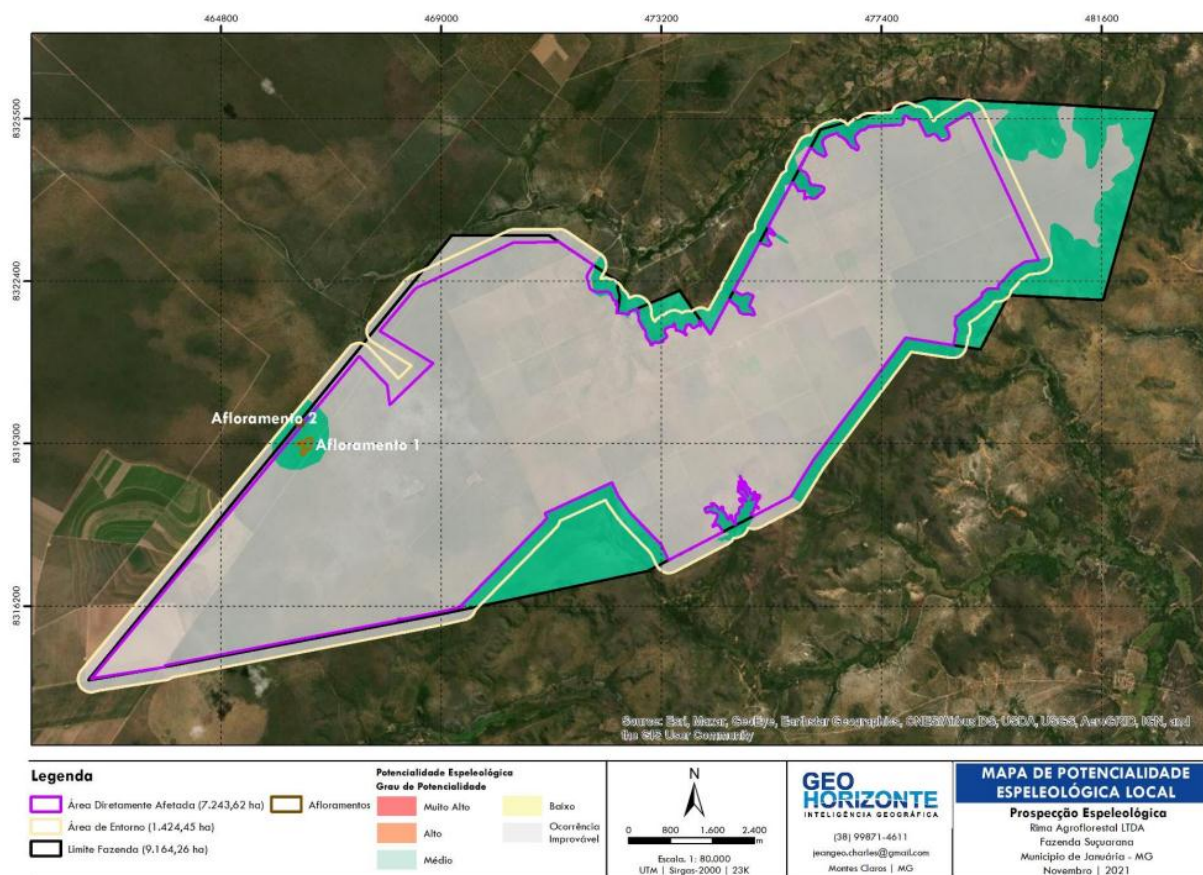 464800
469000
473200
477400
481600
8325500
8322400
8319300
8316200
Afloramento 2
Afloramento 1
Source: Esri, Maxar, GeoEye, Earthstar Geographics, CNES/Airbus DS, USDA, USGS, AeroGRID, IGN, and
the GIS User Community
Legenda
Área Diretamente Afetada (7.243,62 ha)
Afloramentos
Área de Entorno (1.424,45 ha)
Limite Fazenda (9.164,26 ha)
Potencialidade Espeleológica
Grau de Potencialidade
Muito Alto
Baixo
Alto
Ocorrência
Improvável
Médio
N
0 800 1.600 2.400
m
Escala. 1: 80.000
UTM | Sirgas-2000 | 23K
GEO
HORIZONTE
INTELIGÊNCIA GEOGRÁFICA
(38) 99871-4611
jeangeo.charles@gmail.com
Montes Claros | MG
MAPA DE POTENCIALIDADE
ESPELEOLÓGICA LOCAL
Prospecção Espeleológica
Rima Agroflorestal LTDA
Fazenda Suçuarana
Município de Januária - MG
Novembro | 2021